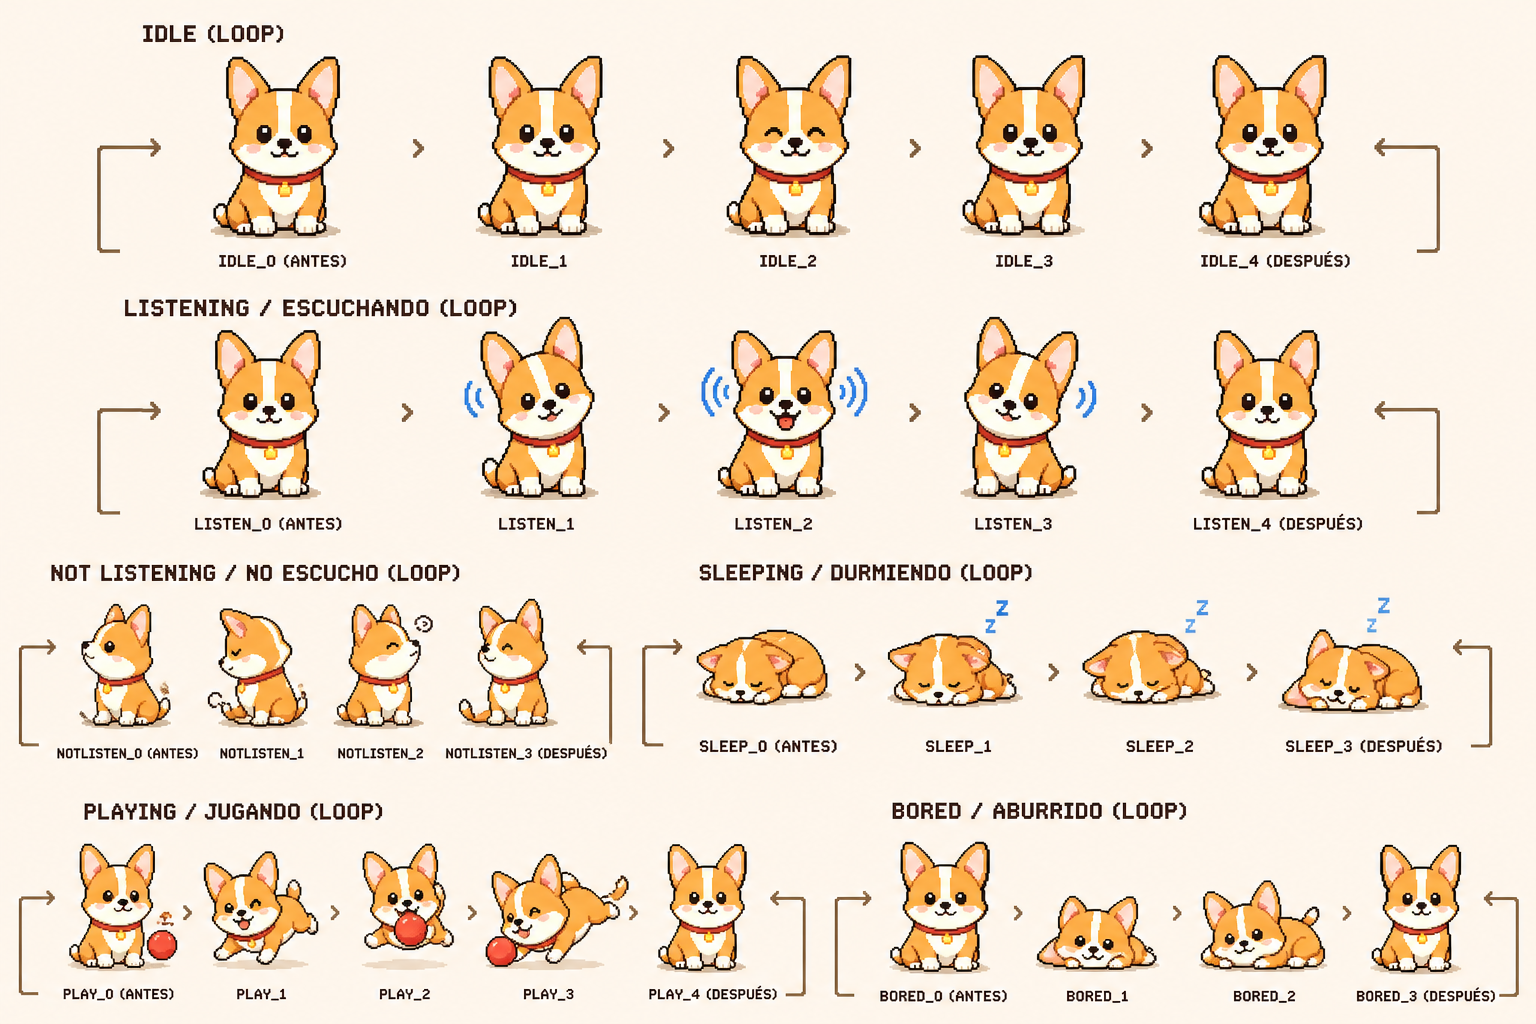 IDLE (LOOP)
IDLE_0 (ANTES)
IDLE_1
IDLE_2
IDLE_3
IDLE_4 (DESPUÉS)
LISTENING / ESCUCHANDO (LOOP)
LISTEN_0 (ANTES)
LISTEN_1
LISTEN_2
LISTEN_3
LISTEN_4 (DESPUÉS)
NOT LISTENING / NO ESCUCHO (LOOP)
NOTLISTEN_0 (ANTES)
NOTLISTEN_1
NOTLISTEN_2
NOTLISTEN_3 (DESPUÉS)
SLEEPING / DURMIENDO (LOOP)
Z
Z
Z
Z
Z
Z
SLEEP_0 (ANTES)
SLEEP_1
SLEEP_2
SLEEP_3 (DESPUÉS)
PLAYING / JUGANDO (LOOP)
PLAY_0 (ANTES)
PLAY_1
PLAY_2
PLAY_3
PLAY_4 (DESPUÉS)
BORED / ABURRIDO (LOOP)
BORED_0 (ANTES)
BORED_1
BORED_2
BORED_3 (DESPUÉS)